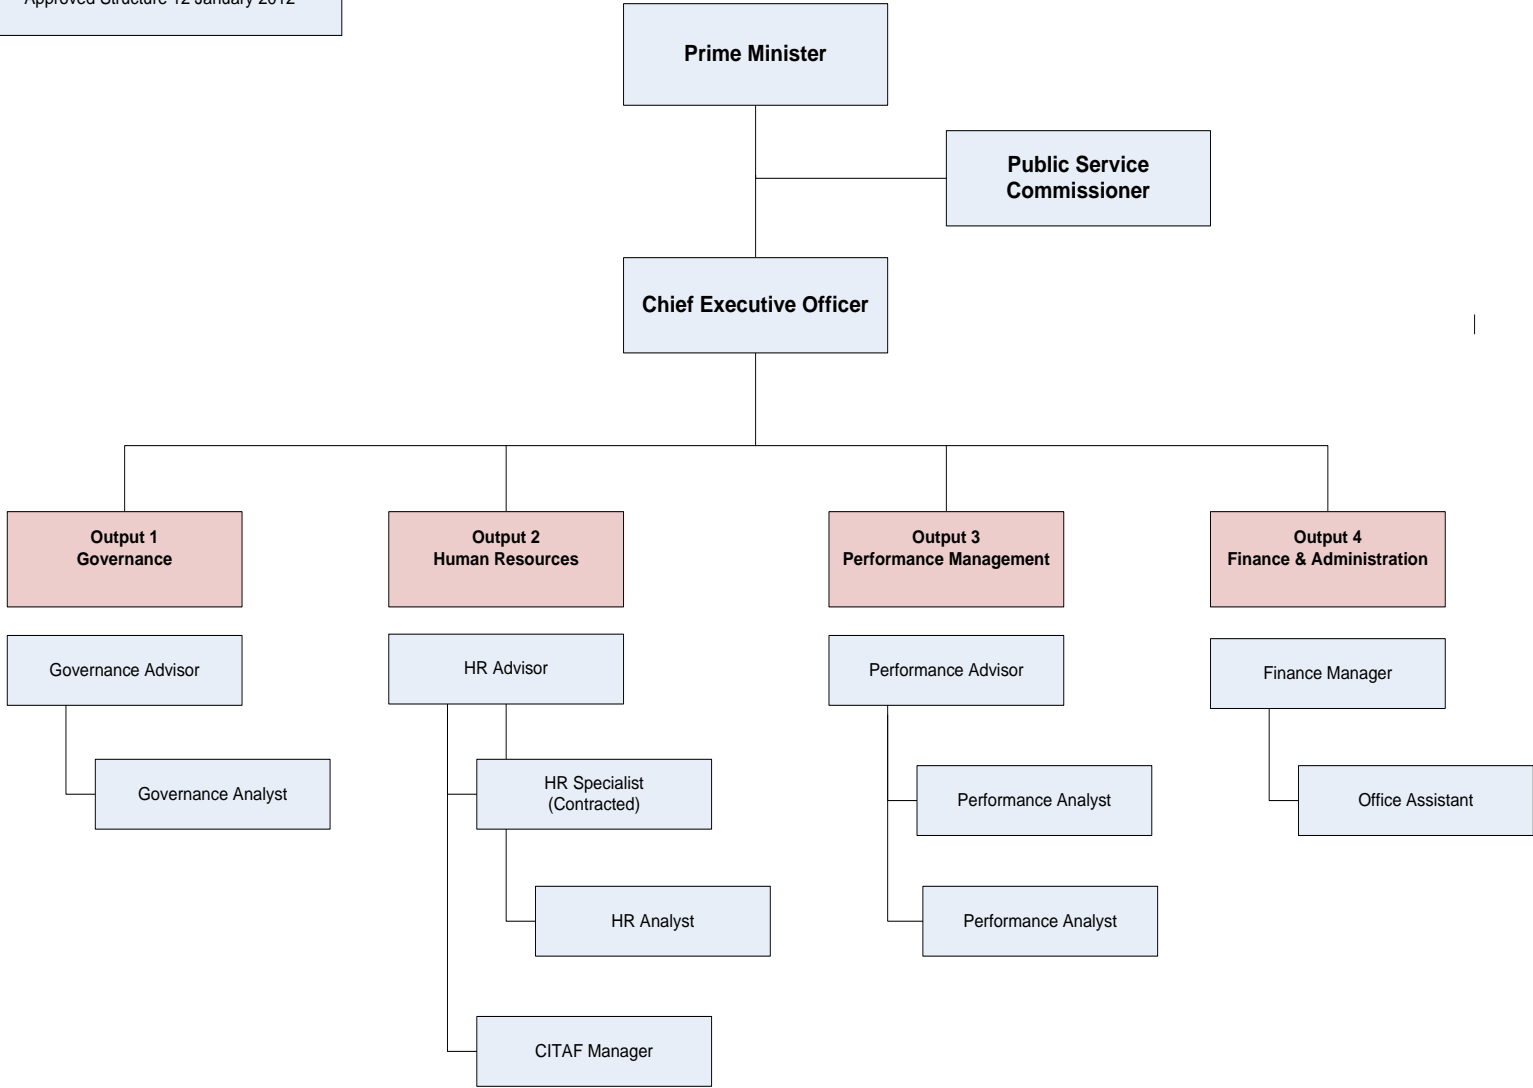 Approved Structure 12 January 2012
Prime Minister
Public Service
Commissioner
Chief Executive Officer
Output 1
Governance
Output 2
Human Resources
Output 3
Performance Management
Output 4
Finance & Administration
Governance Advisor
HR Advisor
Performance Advisor
Finance Manager
Governance Analyst
HR Specialist
(Contracted)
Performance Analyst
Office Assistant
HR Analyst
Performance Analyst
CITAF Manager